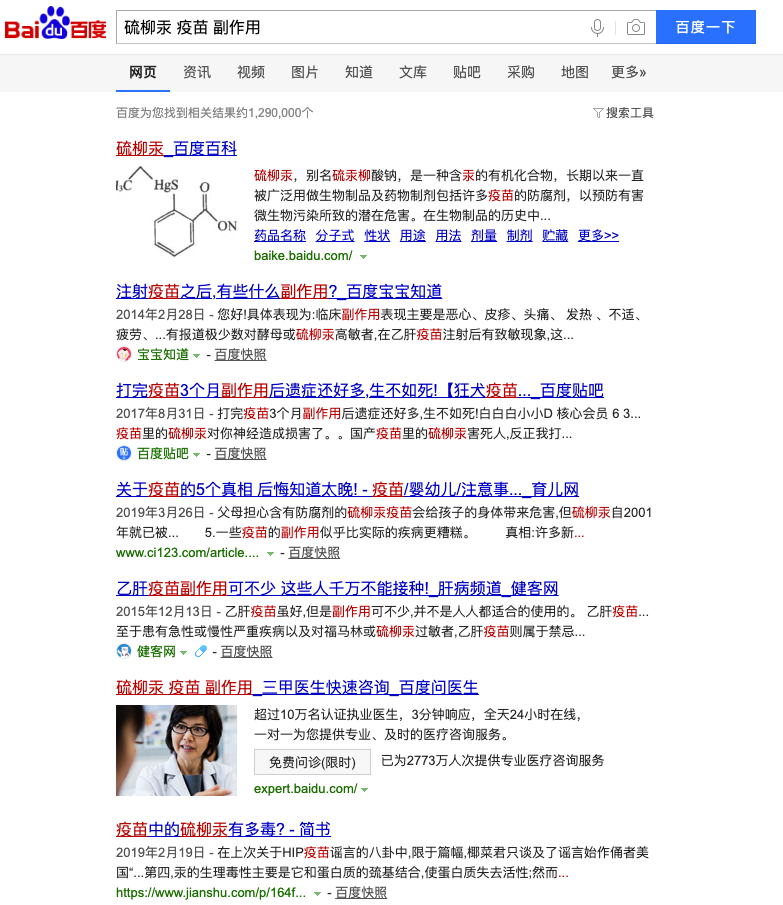 Bai du 百度
硫柳汞 疫苗 副作用
百度一下
网页 资讯 视频 图片 知道 文库 贴吧 采购 地图 更多»
百度为您找到相关结果约1,290,000个
搜索工具
硫柳汞_百度百科
H₃C HgS O ON
硫柳汞，别名硫汞柳酸钠，是一种含汞的有机化合物，长期以来一直
被广泛用做生物制品及药物制剂包括许多疫苗的防腐剂，以预防有害
微生物污染所致的潜在危害。在生物制品的历史中...
药品名称 分子式 性状 用途 用法 剂量 制剂 贮藏 更多>>
baike.baidu.com/
注射疫苗之后,有些什么副作用?_百度宝宝知道
2014年2月28日 - 您好!具体表现为:临床副作用表现主要是恶心、皮疹、头痛、 发热 、不适、
疲劳、...有报道极少数对酵母或硫柳汞高敏者,在乙肝疫苗注射后有致敏现象,这...
宝宝知道 - 百度快照
打完疫苗3个月副作用后遗症还好多,生不如死!【狂犬疫苗..._百度贴吧
2017年8月31日 - 打完疫苗3个月副作用后遗症还好多,生不如死!白白白小小D 核心会员 6 3...
疫苗里的硫柳汞对你神经造成损害了。。国产疫苗里的硫柳汞害死人,反正我打...
贴 百度贴吧 - 百度快照
关于疫苗的5个真相 后悔知道太晚! - 疫苗/婴幼儿/注意事..._育儿网
2019年3月26日 - 父母担心含有防腐剂的硫柳汞疫苗会给孩子的身体带来危害,但硫柳汞自2001
年就已被... 5.一些疫苗的副作用似乎比实际的疾病更糟糕。 真相:许多新...
www.ci123.com/article.... - 百度快照
乙肝疫苗副作用可不少 这些人千万不能接种!_肝病频道_健客网
2015年12月13日 - 乙肝疫苗虽好,但是副作用可不少,并不是人人都适合的使用的。 乙肝疫苗...
至于患有急性或慢性严重疾病以及对福马林或硫柳汞过敏者,乙肝疫苗则属于禁忌...
健客网 - 百度快照
硫柳汞 疫苗 副作用_三甲医生快速咨询_百度问医生
超过10万名认证执业医生，3分钟响应，全天24小时在线，
一对一为您提供专业、及时的医疗咨询服务。
免费问诊(限时) 已为2773万人次提供专业医疗咨询服务
expert.baidu.com/
疫苗中的硫柳汞有多毒? - 简书
2019年2月19日 - 在上次关于HIP疫苗谣言的八卦中,限于篇幅,椰菜君只谈及了谣言始作俑者美
国“...第四,汞的生理毒性主要是它和蛋白质的巯基结合,使蛋白质失去活性;然而...
https://www.jianshu.com/p/164f... - 百度快照